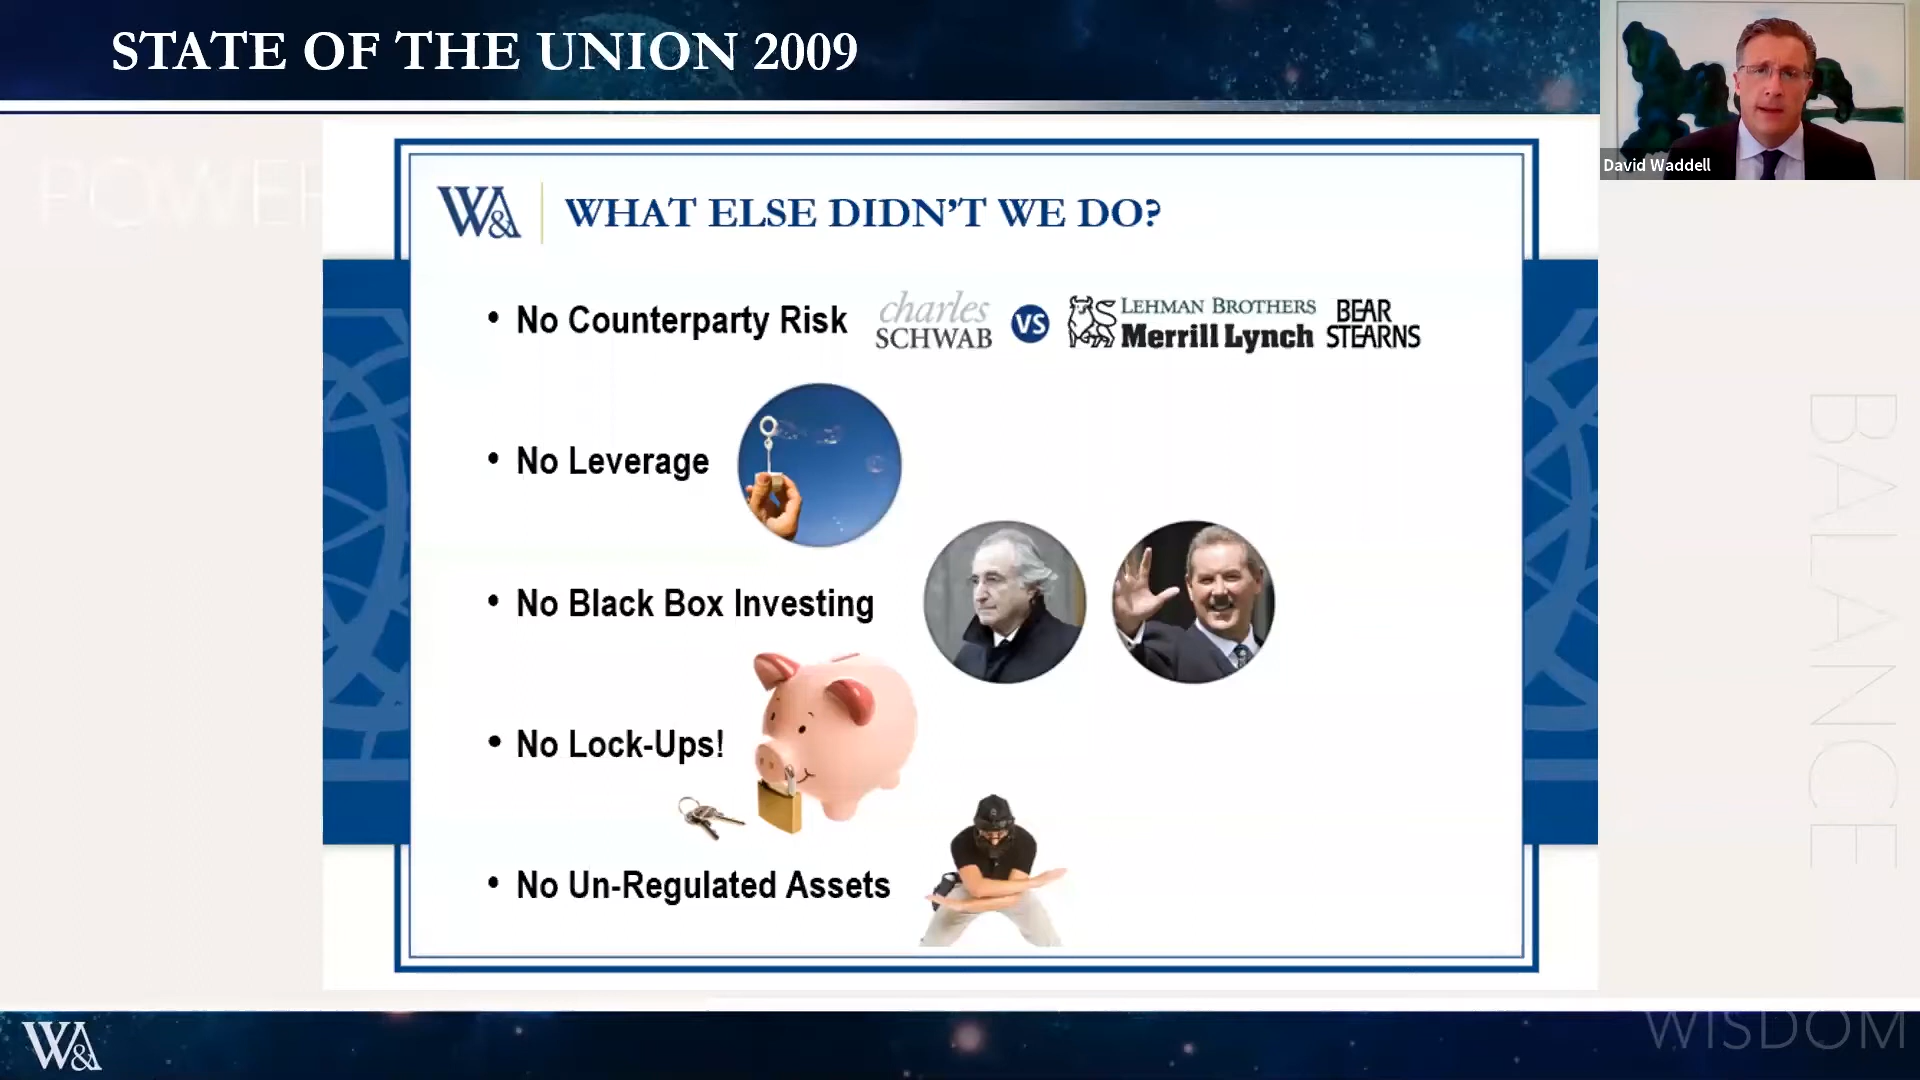 STATE OF THE UNION 2009
David Waddell
POWER
W&A WHAT ELSE DIDN'T WE DO?
• No Counterparty Risk
charles SCHWAB
VS
LEHMAN BROTHERS
Merrill Lynch
BEAR STEARNS
• No Leverage
• No Black Box Investing
• No Lock-Ups!
• No Un-Regulated Assets
BALANCE
W&A
WISDOM